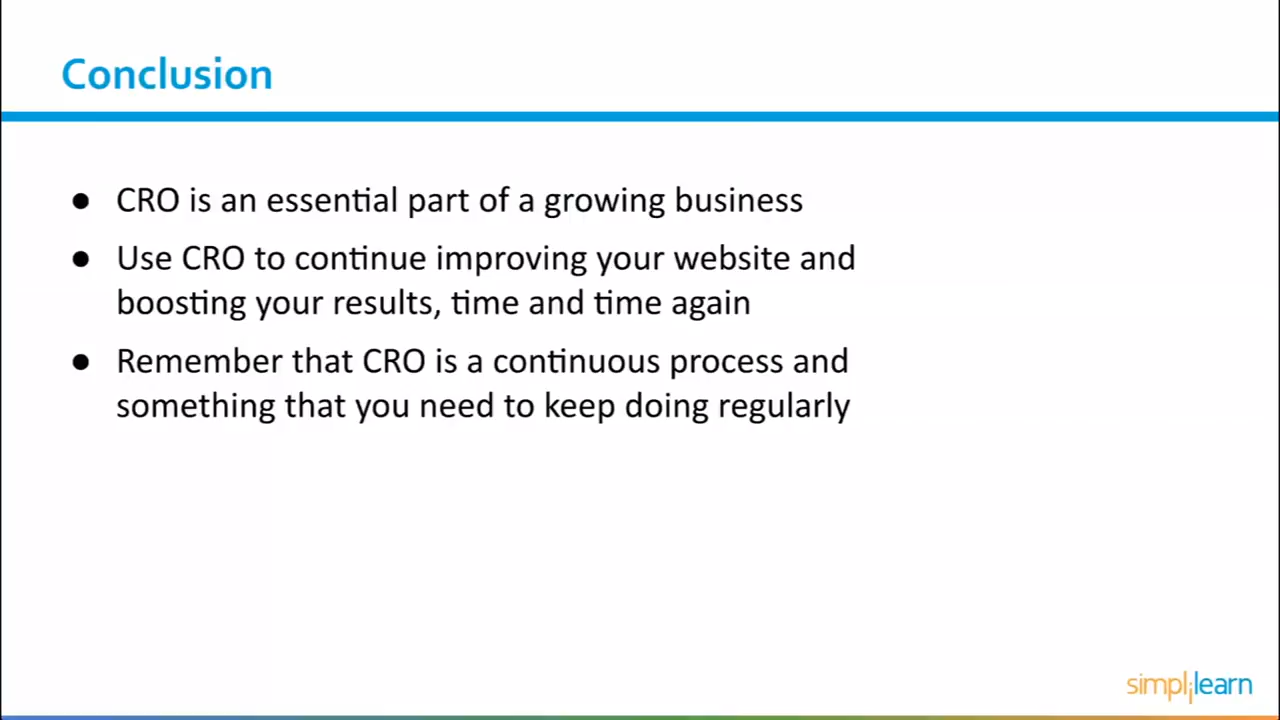 Conclusion
● CRO is an essential part of a growing business
● Use CRO to continue improving your website and
boosting your results, time and time again
● Remember that CRO is a continuous process and
something that you need to keep doing regularly
simplilearn